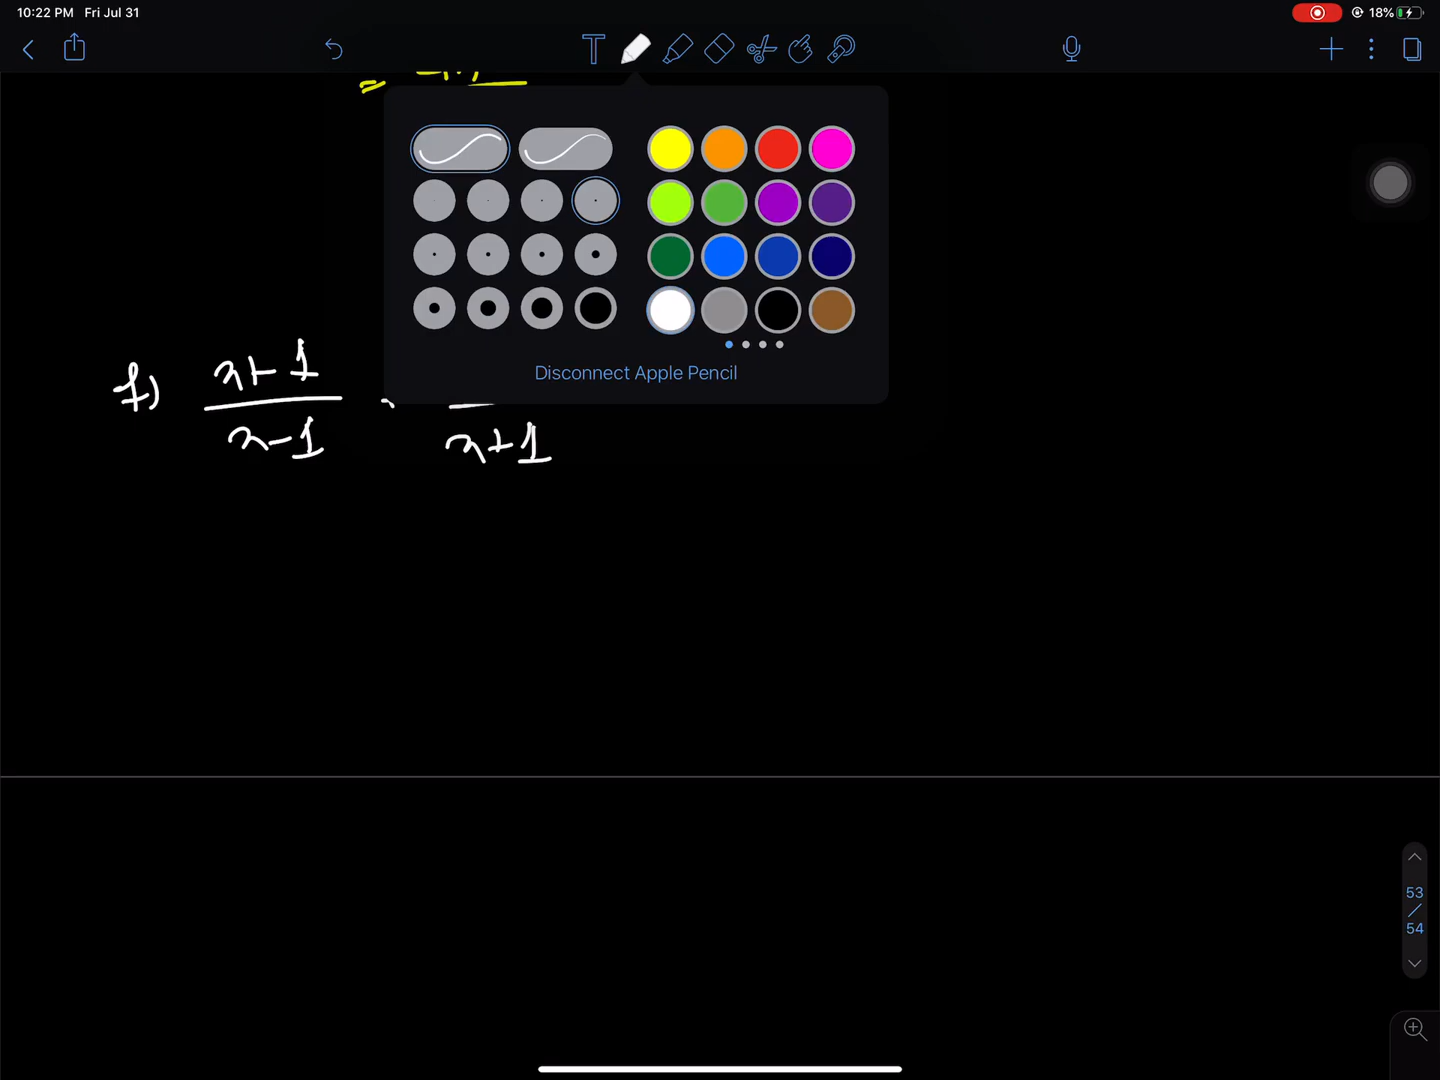 10:22 PM Fri Jul 31
18%
T
=
Disconnect Apple Pencil
f) x+1
x-1
x+1
53
/
54